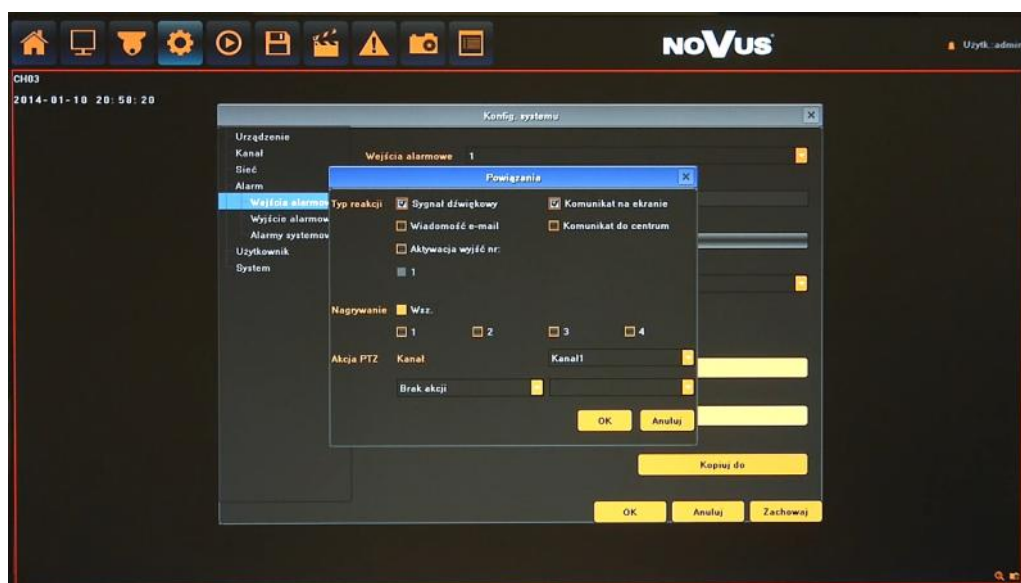 NOVUS
Użytk.:admin
CH03
2014-01-10 20:58:20
Konfig. systemu
Urządzenie
Kanał
Wejścia alarmowe 1
Sieć
Alarm
Powiązania
Wejścia alarmow
Typ reakcji Sygnał dźwiękowy Komunikat na ekranie
Wyjście alarmow
Wiadomość e-mail Komunikat do centrum
Alarmy systemow
Użytkownik
Aktywacja wyjść nr:
System
1
Nagrywanie Wsz.
1 2 3 4
Akcja PTZ Kanał Kanał1
Brak akcji
OK Anuluj
Kopiuj do
OK Anuluj Zachowaj